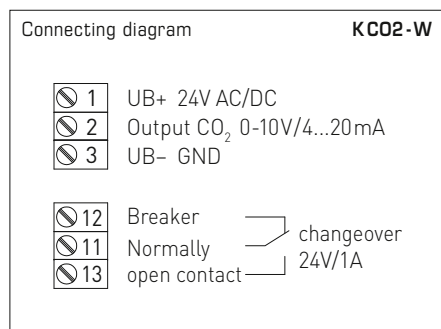 Connecting diagram KCO2-W
1 UB+ 24V AC/DC
2 Output CO₂ 0-10V/4...20mA
3 UB– GND
12 Breaker
11 Normally
13 open contact
changeover
24V/1A